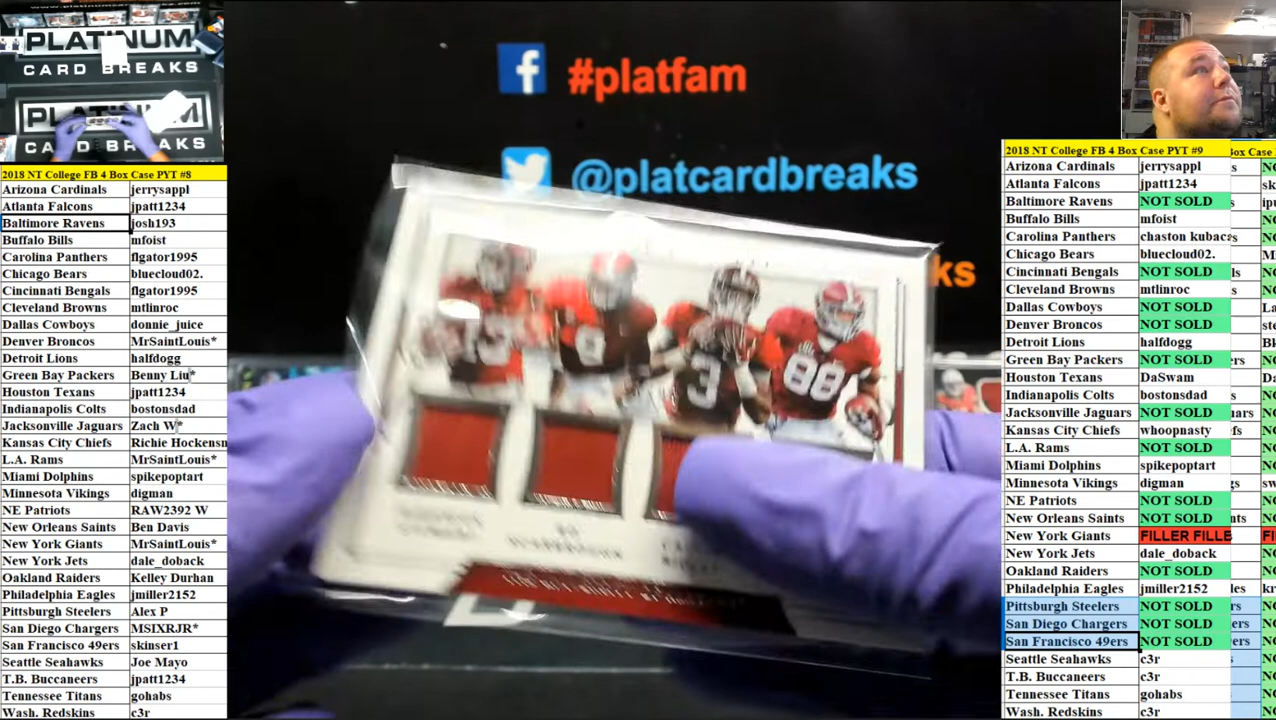 PLATINUM
CARD BREAKS
PLATINUM
CARD BREAKS
#platfam
@platcardbreaks
2018 NT College FB 4 Box Case PYT #8
Arizona Cardinals jerrysappl
Atlanta Falcons jpatt1234
Baltimore Ravens josh193
Buffalo Bills mfoist
Carolina Panthers flgator1995
Chicago Bears bluecloud02.
Cincinnati Bengals flgator1995
Cleveland Browns mtlinroc
Dallas Cowboys donnie_juice
Denver Broncos MrSaintLouis*
Detroit Lions halfdogg
Green Bay Packers Benny Liu*
Houston Texans jpatt1234
Indianapolis Colts bostonsdad
Jacksonville Jaguars Zach W*
Kansas City Chiefs Richie Hockensm
L.A. Rams MrSaintLouis*
Miami Dolphins spikepoptart
Minnesota Vikings digman
NE Patriots RAW2392 W
New Orleans Saints Ben Davis
New York Giants MrSaintLouis*
New York Jets dale_doback
Oakland Raiders Kelley Durhan
Philadelphia Eagles jmiller2152
Pittsburgh Steelers Alex P
San Diego Chargers MSIXRJR*
San Francisco 49ers skinser1
Seattle Seahawks Joe Mayo
T.B. Buccaneers jpatt1234
Tennessee Titans gohabs
Wash. Redskins c3r
8
3
88
2018 NT College FB 4 Box Case PYT #9
Arizona Cardinals jerrysappl
Atlanta Falcons jpatt1234
Baltimore Ravens NOT SOLD
Buffalo Bills mfoist
Carolina Panthers chaston kubac
Chicago Bears bluecloud02.
Cincinnati Bengals NOT SOLD
Cleveland Browns mtlinroc
Dallas Cowboys NOT SOLD
Denver Broncos NOT SOLD
Detroit Lions halfdogg
Green Bay Packers NOT SOLD
Houston Texans DaSwam
Indianapolis Colts bostonsdad
Jacksonville Jaguars NOT SOLD
Kansas City Chiefs whoopnasty
L.A. Rams NOT SOLD
Miami Dolphins spikepoptart
Minnesota Vikings digman
NE Patriots NOT SOLD
New Orleans Saints NOT SOLD
New York Giants FILLER FILLE
New York Jets dale_doback
Oakland Raiders NOT SOLD
Philadelphia Eagles jmiller2152
Pittsburgh Steelers NOT SOLD
San Diego Chargers NOT SOLD
San Francisco 49ers NOT SOLD
Seattle Seahawks c3r
T.B. Buccaneers c3r
Tennessee Titans gohabs
Wash. Redskins c3r